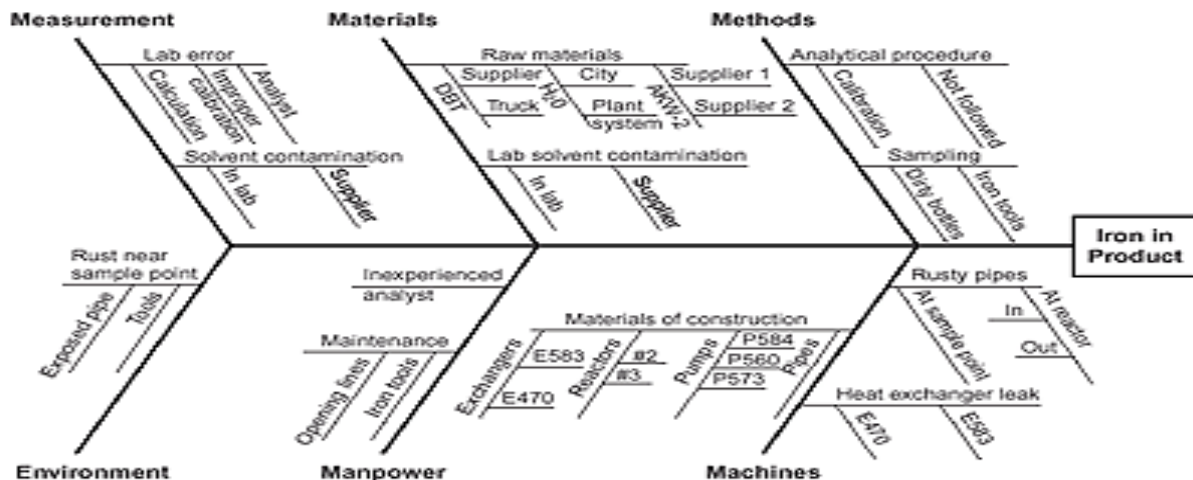 Measurement
Materials
Methods
Lab error
Calculation
Improper
calibration
Analyst
Solvent contamination
In lab
Supplier
Raw materials
DBT
Supplier
Truck
H20
City
Plant
system
AKW-2
Supplier 1
Supplier 2
Lab solvent contamination
In lab
Supplier
Analytical procedure
Calibration
Not followed
Sampling
Dirty bottles
Iron tools
Iron in
Product
Rust near
sample point
Exposed pipe
Tools
Inexperienced
analyst
Maintenance
Opening lines
Iron tools
Materials of construction
Exchangers
E583
E470
Reactors
#2
#3
Pumps
P584
P560
P573
Pipes
Rusty pipes
At sample point
At reactor
In
Out
Heat exchanger leak
E470
E583
Environment
Manpower
Machines